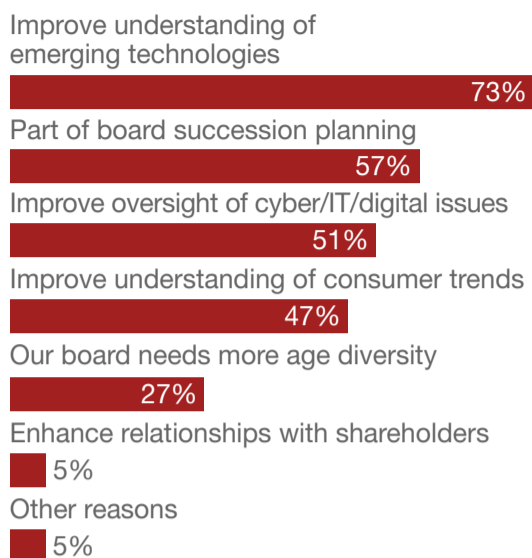 Improve understanding of
emerging technologies
73%
Part of board succession planning
57%
Improve oversight of cyber/IT/digital issues
51%
Improve understanding of consumer trends
47%
Our board needs more age diversity
27%
Enhance relationships with shareholders
5%
Other reasons
5%